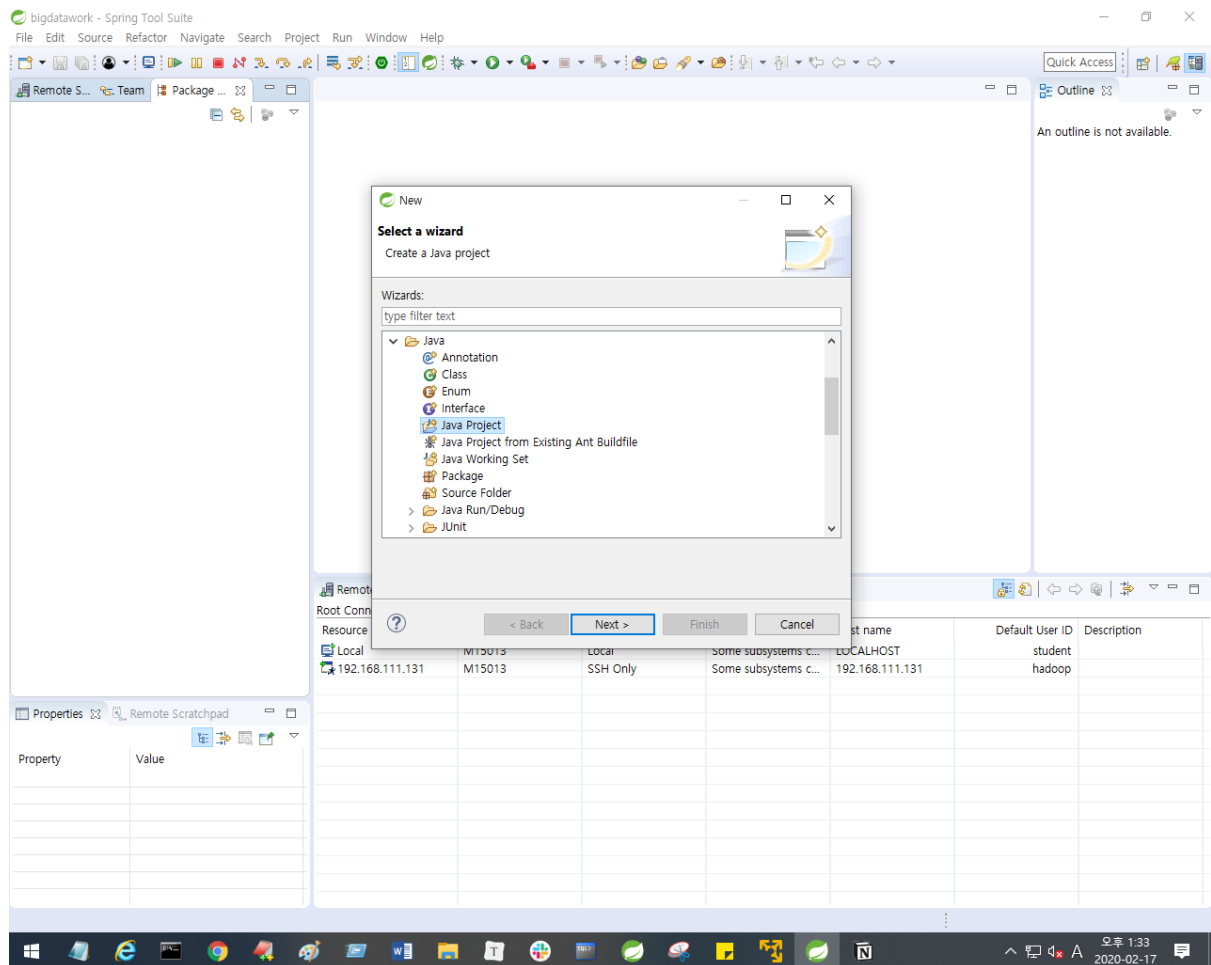 bigdatawork - Spring Tool Suite
File Edit Source Refactor Navigate Search Project Run Window Help
Quick Access
Remote S... Team Package ...
Outline
An outline is not available.
New
Select a wizard
Create a Java project
Wizards:
type filter text
Java
Annotation
Class
Enum
Interface
Java Project
Java Project from Existing Ant Buildfile
Java Working Set
Package
Source Folder
Java Run/Debug
JUnit
< Back Next > Finish Cancel
Remote
Root Conn
Resource st name Default User ID Description
Local M15013 Local Some subsystems c... LOCALHOST student
192.168.111.131 M15013 SSH Only Some subsystems c... 192.168.111.131 hadoop
Properties Remote Scratchpad
Property Value
A
오후 1:33
2020-02-17